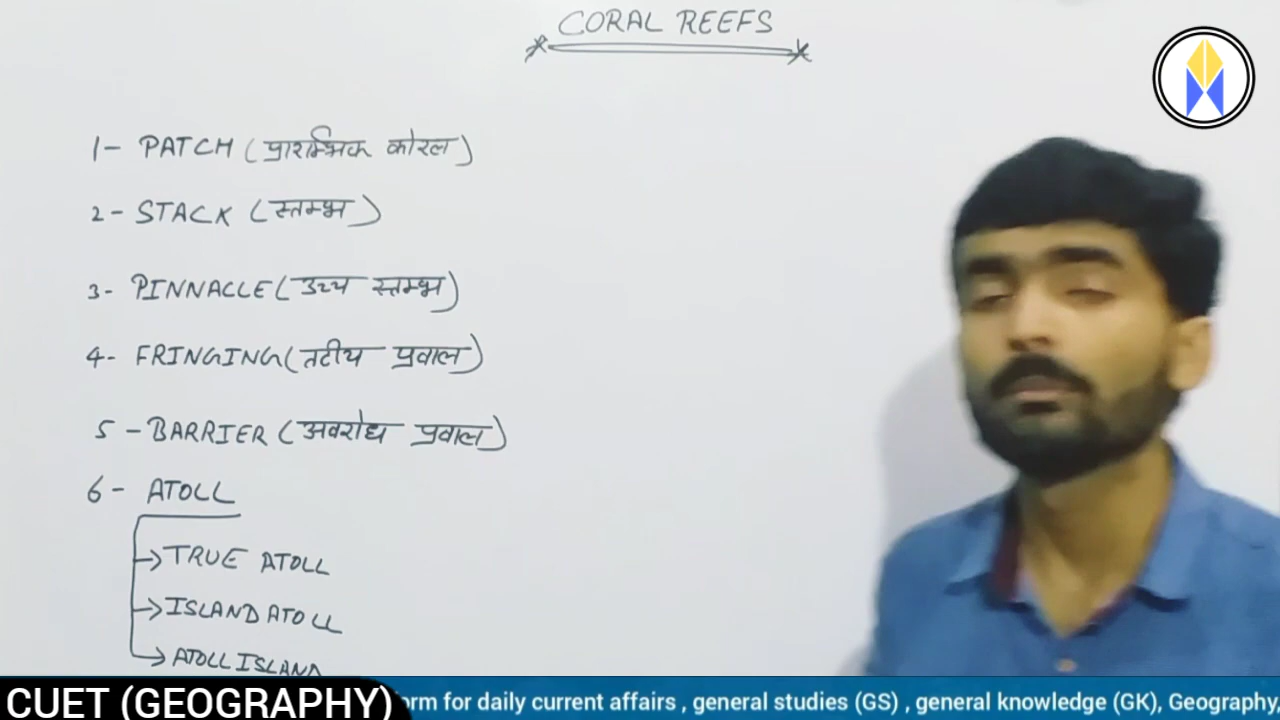 CORAL REEFS
1- PATCH (प्रारम्भिक कोरल)
2- STACK (स्तम्भ)
3- PINNACLE (उच्च स्तम्भ)
4- FRINGING (तटीय प्रवाल)
5 - BARRIER (अवरोध प्रवाल)
6- ATOLL
TRUE ATOLL
ISLAND ATOLL
ATOLL ISLAND
CUET (GEOGRAPHY) orm for daily current affairs , general studies (GS) , general knowledge (GK), Geography,